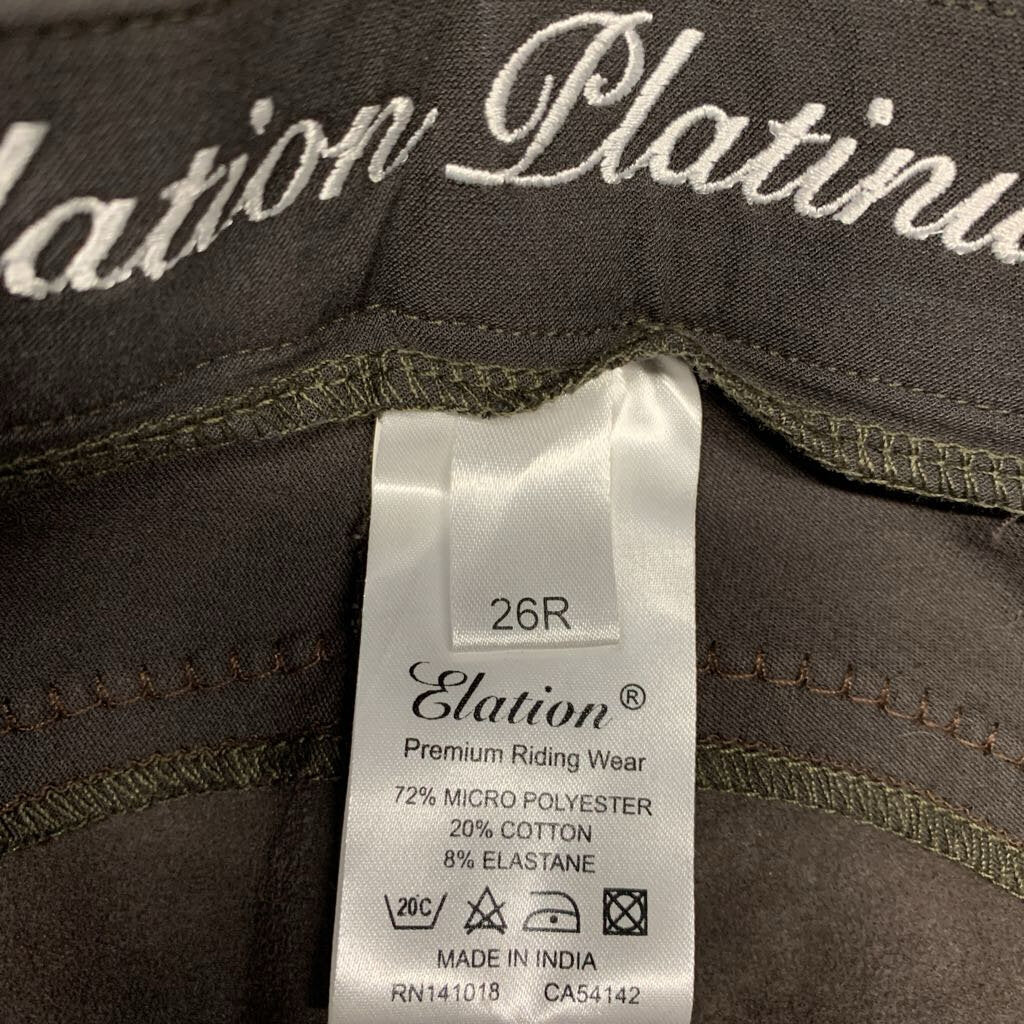 lation Platinu
26R
Elation®
Premium Riding Wear
72% MICRO POLYESTER
20% COTTON
8% ELASTANE
20C
MADE IN INDIA
RN141018 CA54142